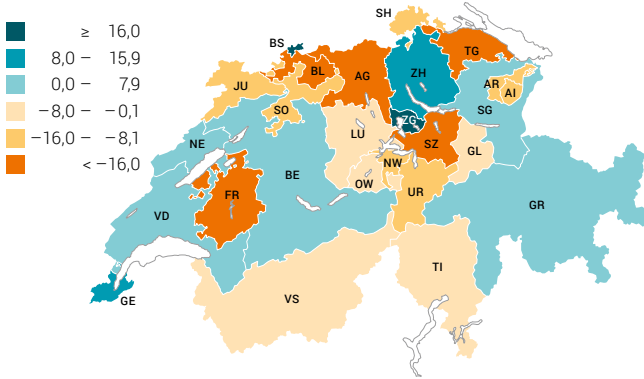 ≥ 16,0
8,0 – 15,9
0,0 – 7,9
−8,0 – −0,1
−16,0 – −8,1
< −16,0
SH
BS
TG
BL
AG
ZH
JU
AR
AI
SO
SG
ZG
LU
NE
SZ
GL
BE
NW
OW
FR
UR
GR
VD
TI
VS
GE